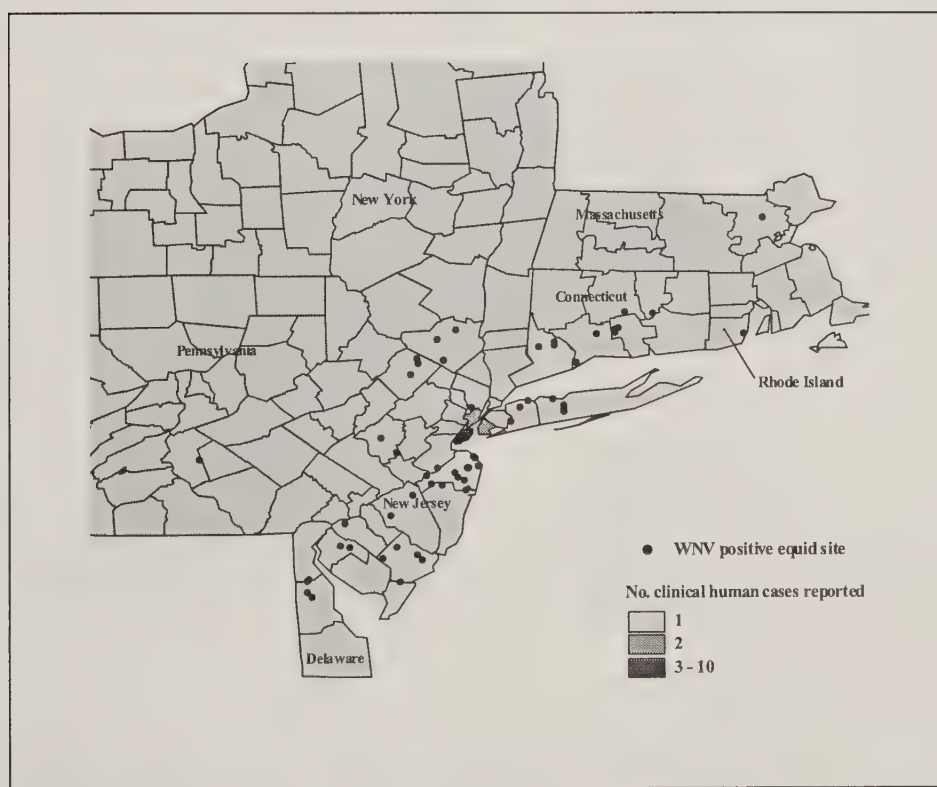 New York
Massachusetts
Connecticut
Pennsylvania
Rhode Island
New Jersey
WNV positive equid site
No. clinical human cases reported
1
2
3 - 10
Delaware